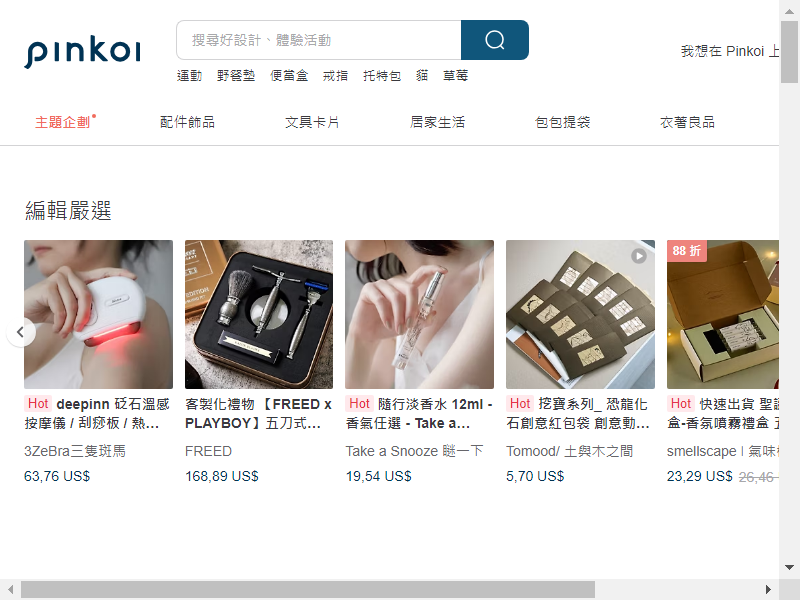 pinkoi
搜尋好設計、體驗活動
我想在 Pinkoi 上
運動 野餐墊 便當盒 戒指 托特包 貓 草莓
主題企劃 配件飾品 文具卡片 居家生活 包包提袋 衣著良品
編輯嚴選
88 折
Hot deepinn 砭石溫感
按摩儀 / 刮痧板 / 熱…
3ZeBra三隻斑馬
63,76 US$
客製化禮物 【FREED x
PLAYBOY】五刀式…
FREED
168,89 US$
Hot 隨行淡香水 12ml -
香氛任選 - Take a…
Take a Snooze 瞇一下
19,54 US$
Hot 挖寶系列_ 恐龍化
石創意紅包袋 創意動…
Tomood/ 土與木之間
5,70 US$
Hot 快速出貨 聖誕
盒-香氛噴霧禮盒
smellscape | 氣味
23,29 US$ 26,46